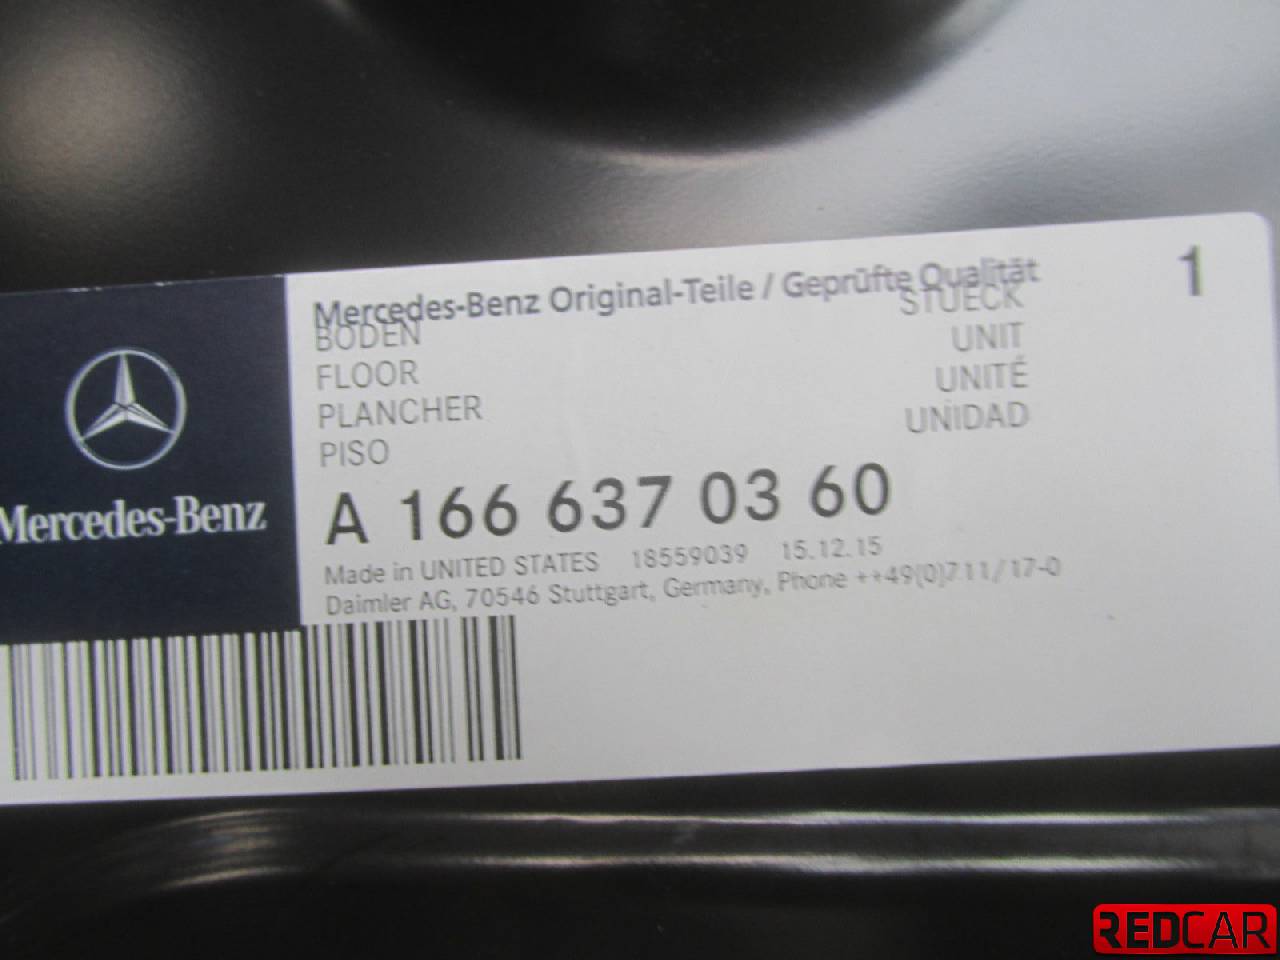 Mercedes-Benz Original-Teile / Geprüfte Qualität
BODEN STUECK 1
FLOOR UNIT
PLANCHER UNITÉ
PISO UNIDAD
A 166 637 03 60
Made in UNITED STATES 18559039 15.12.15
Daimler AG, 70546 Stuttgart, Germany, Phone ++49(0)711/17-0
Mercedes-Benz
REDCAR